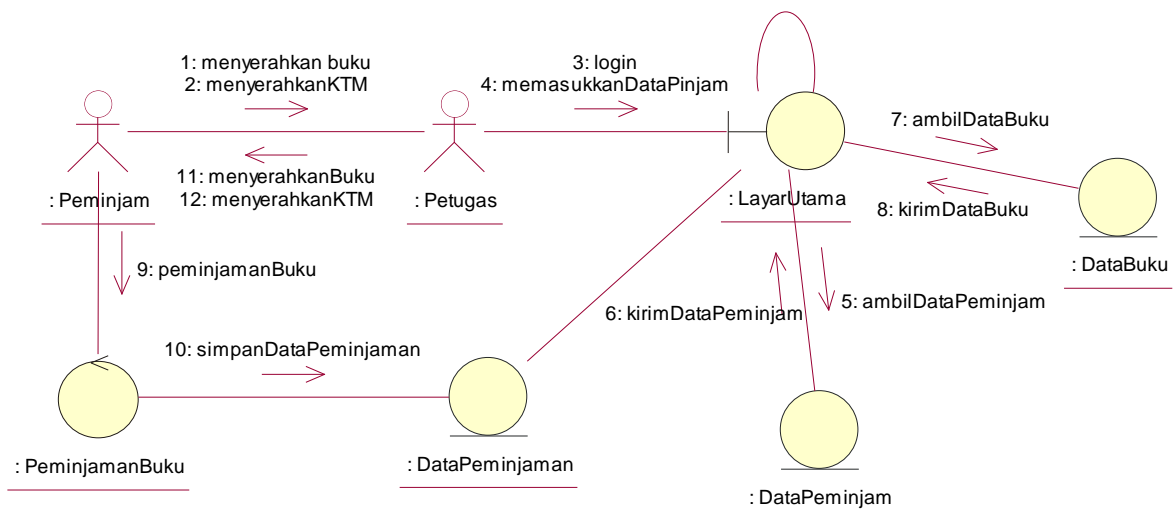 1: menyerahkan buku
2: menyerahkanKTM
3: login
4: memasukkanDataPinjam
7: ambilDataBuku
11: menyerahkanBuku
12: menyerahkanKTM
: Peminjam
: Petugas
: LayarUtama
8: kirimDataBuku
: DataBuku
9: peminjamanBuku
6: kirimDataPeminjam
5: ambilDataPeminjam
10: simpanDataPeminjaman
: PeminjamanBuku
: DataPeminjaman
: DataPeminjam